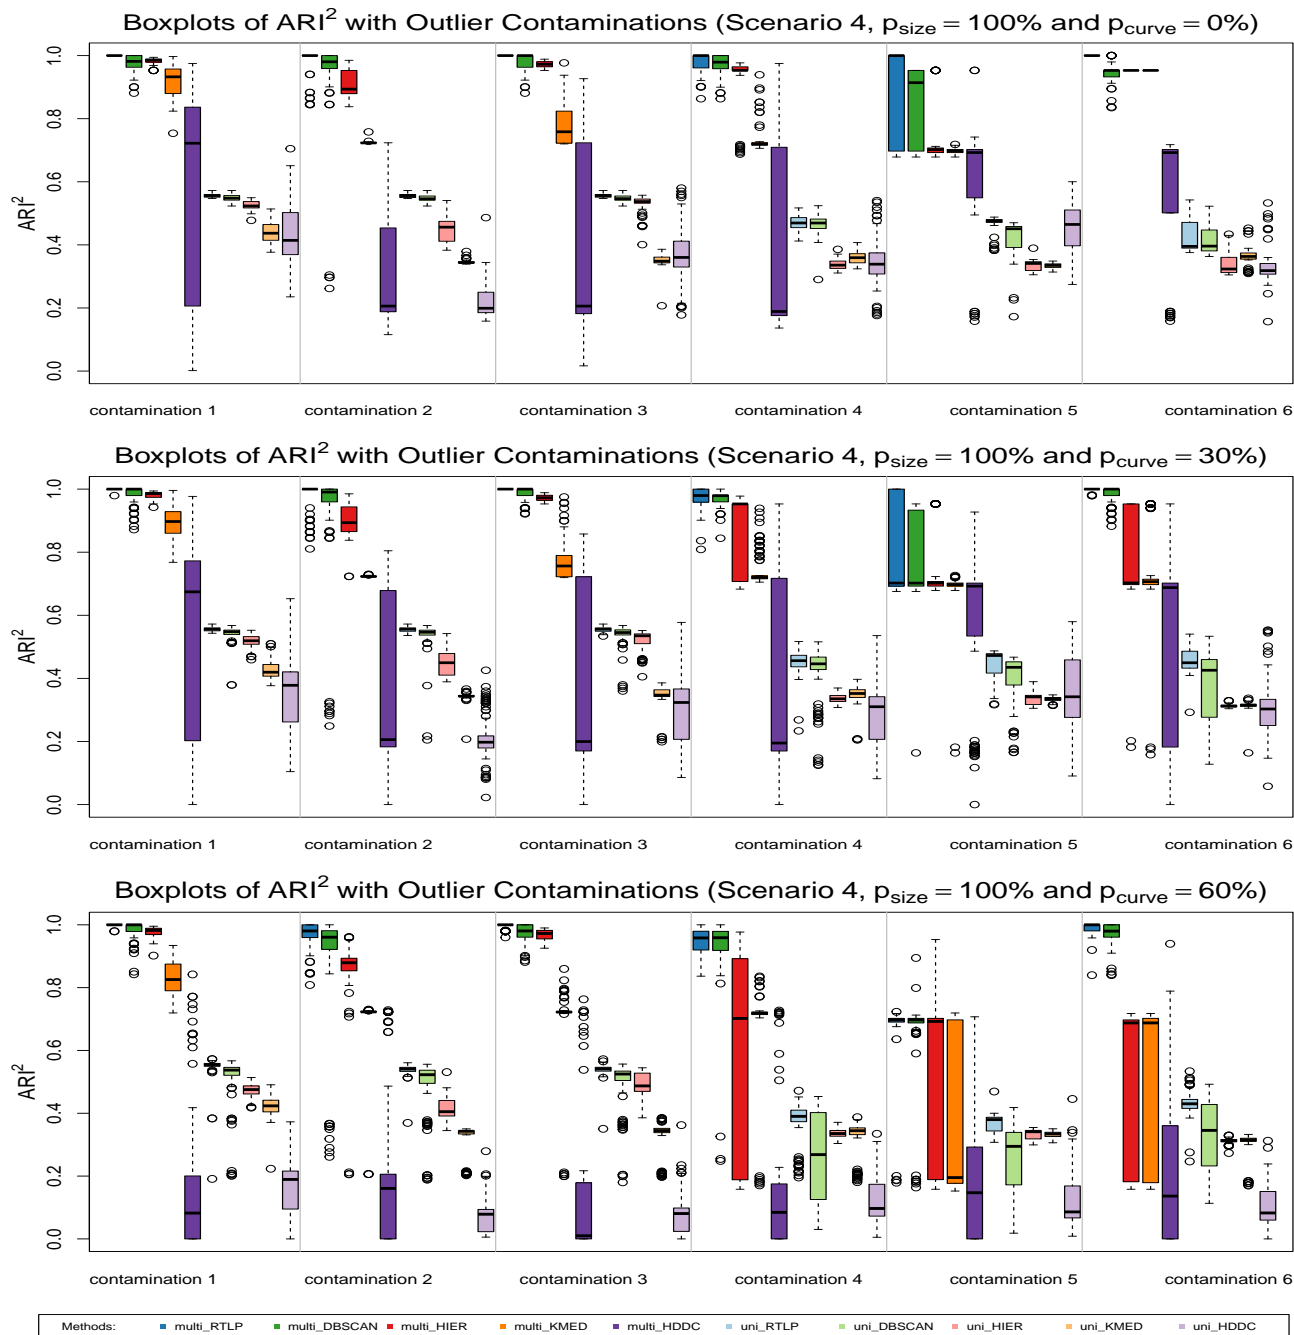 Boxplots of ARI² with Outlier Contaminations (Scenario 4, p_size = 100% and p_curve = 0%)
ARI²
1.0
0.8
0.6
0.4
0.2
0.0
contamination 1 contamination 2 contamination 3 contamination 4 contamination 5 contamination 6
Boxplots of ARI² with Outlier Contaminations (Scenario 4, p_size = 100% and p_curve = 30%)
ARI²
1.0
0.8
0.6
0.4
0.2
0.0
contamination 1 contamination 2 contamination 3 contamination 4 contamination 5 contamination 6
Boxplots of ARI² with Outlier Contaminations (Scenario 4, p_size = 100% and p_curve = 60%)
ARI²
1.0
0.8
0.6
0.4
0.2
0.0
contamination 1 contamination 2 contamination 3 contamination 4 contamination 5 contamination 6
Methods: multi_RTLP multi_DBSCAN multi_HIER multi_KMED multi_HDDC uni_RTLP uni_DBSCAN uni_HIER uni_KMED uni_HDDC